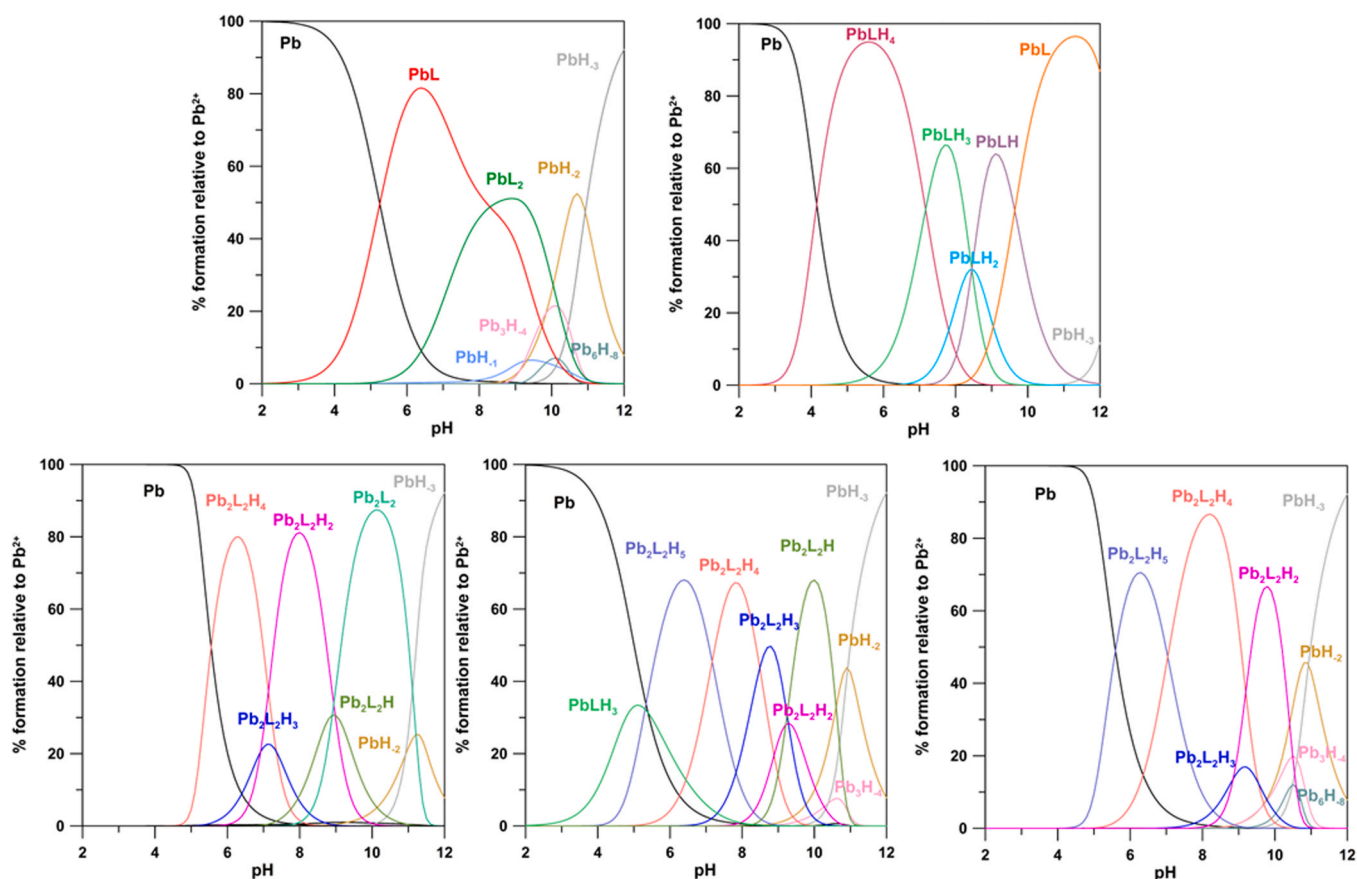 % formation relative to Pb²⁺
100
80
60
40
20
0
Pb
PbL
PbL₂
PbH₋₁
Pb₃H₋₄
PbH₋₂
Pb₆H₋₈
PbH₋₃
2 4 6 8 10 12
pH
% formation relative to Pb²⁺
100
80
60
40
20
0
Pb
PbLH₄
PbLH₃
PbLH₂
PbLH
PbL
PbH₋₃
2 4 6 8 10 12
pH
% formation relative to Pb²⁺
100
80
60
40
20
0
Pb
Pb₂L₂H₄
Pb₂L₂H₃
Pb₂L₂H₂
Pb₂L₂H
Pb₂L₂
PbH₋₂
PbH₋₃
2 4 6 8 10 12
pH
% formation relative to Pb²⁺
100
80
60
40
20
0
Pb
PbLH₃
Pb₂L₂H₅
Pb₂L₂H₄
Pb₂L₂H₃
Pb₂L₂H₂
Pb₂L₂H
PbH₋₃
PbH₋₂
Pb₃H₋₄
2 4 6 8 10 12
pH
% formation relative to Pb²⁺
100
80
60
40
20
0
Pb
Pb₂L₂H₅
Pb₂L₂H₄
Pb₂L₂H₃
Pb₂L₂H₂
PbH₋₃
PbH₋₂
Pb₃H₋₄
Pb₆H₋₈
2 4 6 8 10 12
pH